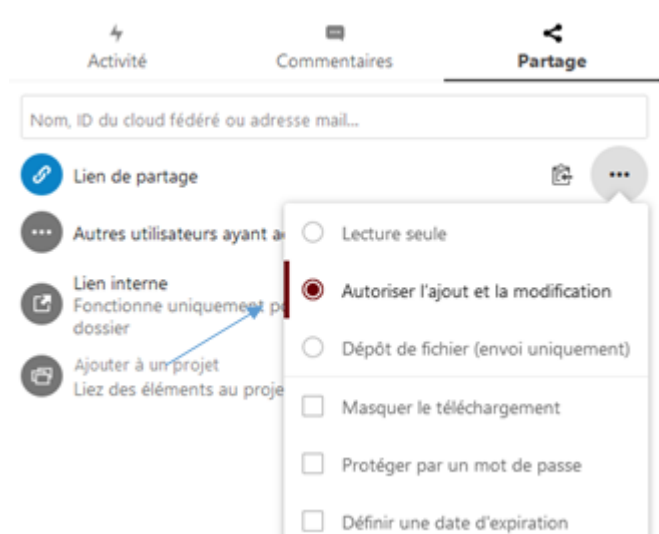 Activité
Commentaires
Partage
Nom, ID du cloud fédéré ou adresse mail...
Lien de partage
Autres utilisateurs ayant a
Lecture seule
Lien interne
Autoriser l'ajout et la modification
Fonctionne uniquement po
dossier
Dépôt de fichier (envoi uniquement)
Ajouter à un projet
Liez des éléments au proje
Masquer le téléchargement
Protéger par un mot de passe
Définir une date d'expiration